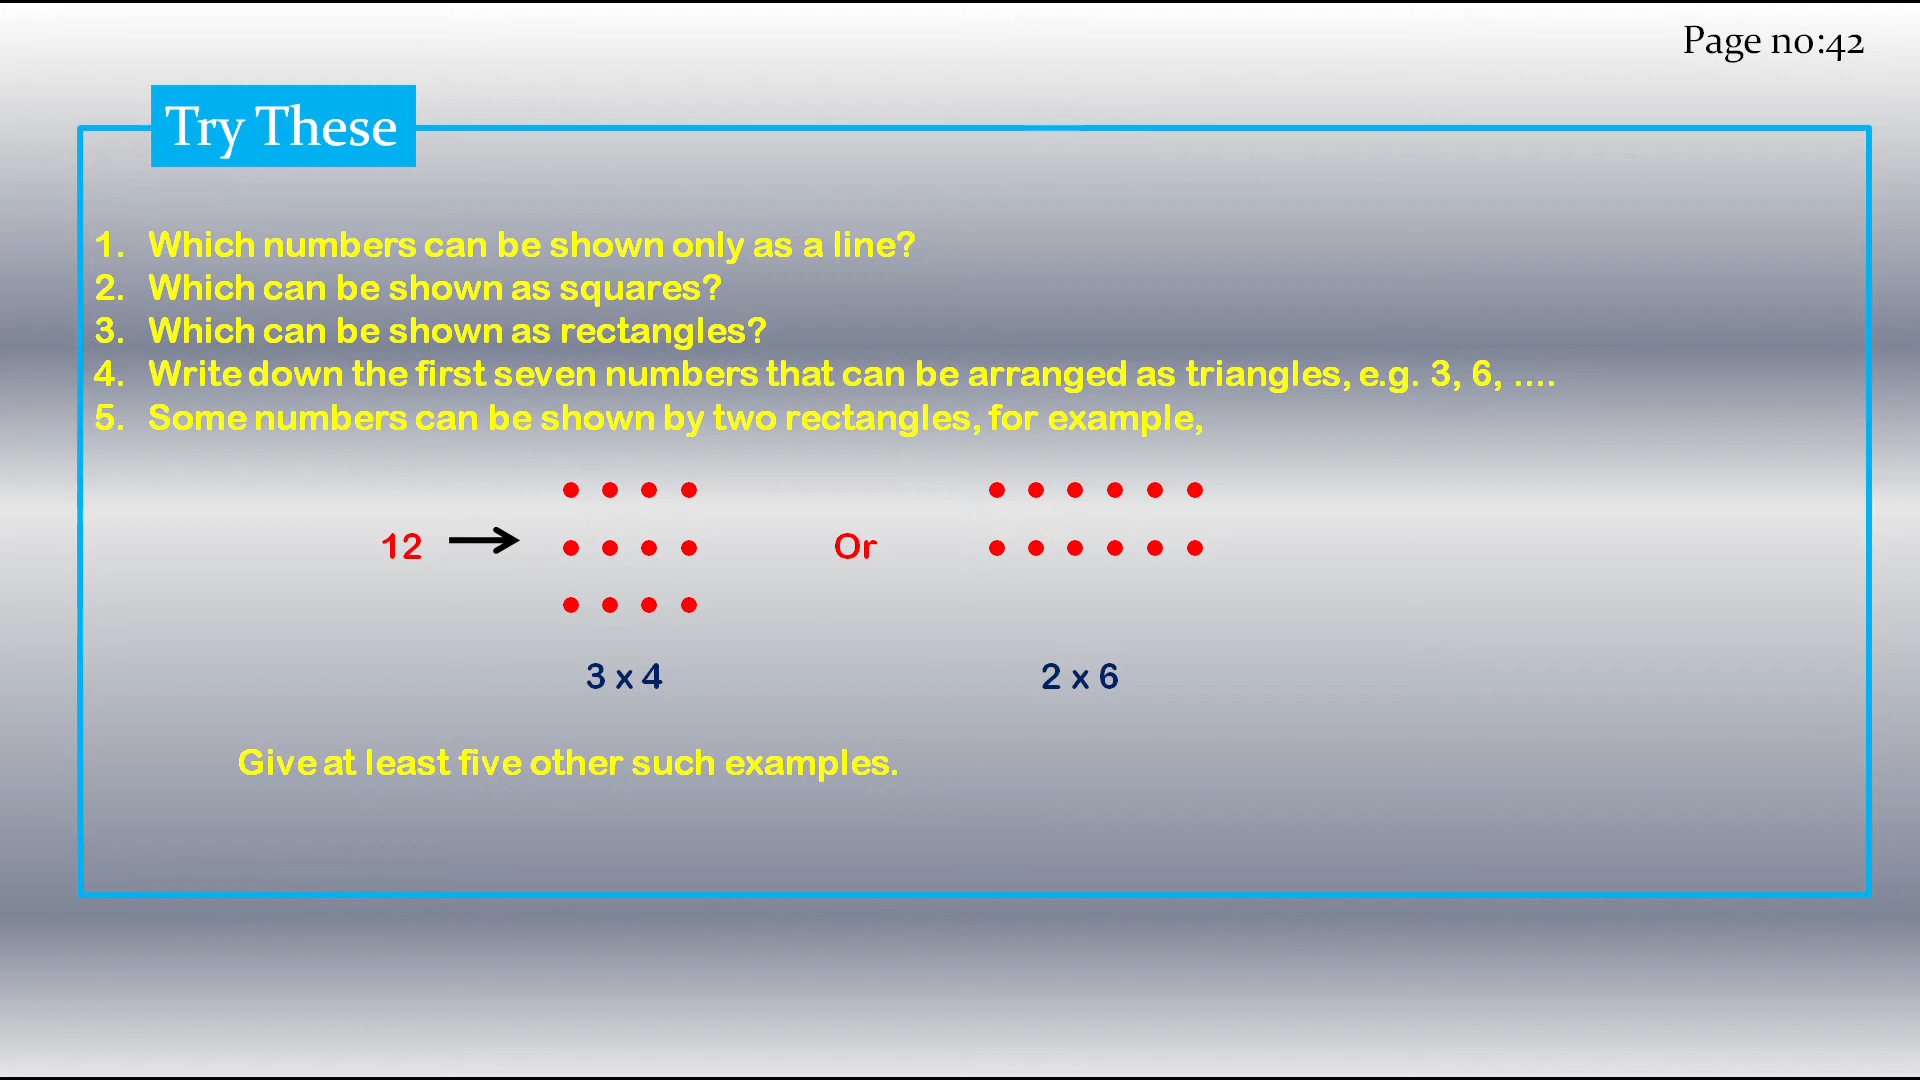 Page no:42
Try These
1. Which numbers can be shown only as a line?
2. Which can be shown as squares?
3. Which can be shown as rectangles?
4. Write down the first seven numbers that can be arranged as triangles, e.g. 3, 6, ....
5. Some numbers can be shown by two rectangles, for example,
12 Or
3 x 4 2 x 6
Give at least five other such examples.